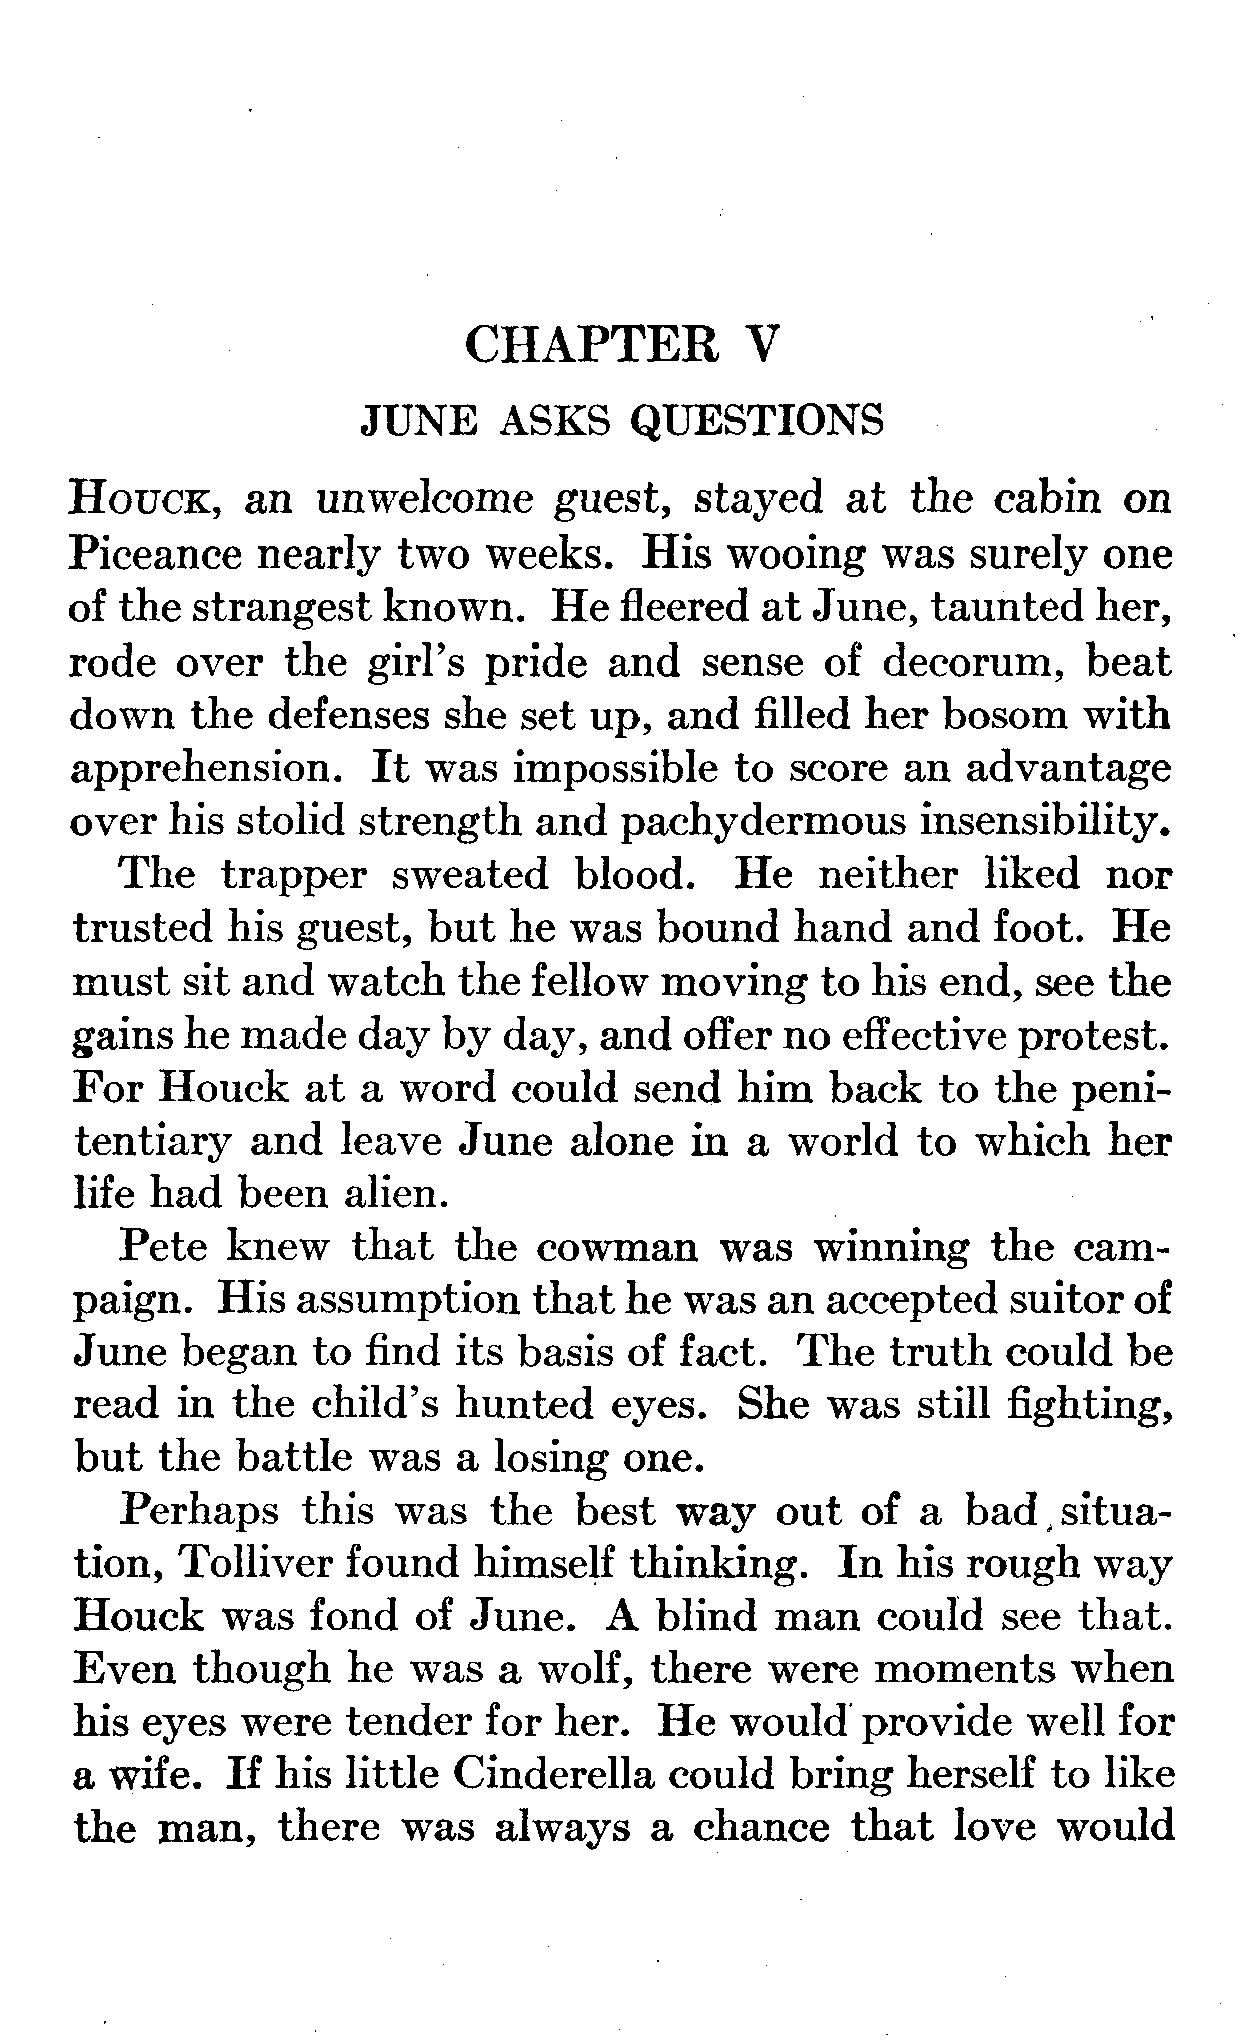 CHAPTER V
JUNE ASKS QUESTIONS
HOUCK, an unwelcome guest, stayed at the cabin on
Piceance nearly two weeks. His wooing was surely one
of the strangest known. He fleered at June, taunted her,
rode over the girl's pride and sense of decorum, beat
down the defenses she set up, and filled her bosom with
apprehension. It was impossible to score an advantage
over his stolid strength and pachydermous insensibility.
The trapper sweated blood. He neither liked nor
trusted his guest, but he was bound hand and foot. He
must sit and watch the fellow moving to his end, see the
gains he made day by day, and offer no effective protest.
For Houck at a word could send him back to the peni-
tentiary and leave June alone in a world to which her
life had been alien.
Pete knew that the cowman was winning the cam-
paign. His assumption that he was an accepted suitor of
June began to find its basis of fact. The truth could be
read in the child's hunted eyes. She was still fighting,
but the battle was a losing one.
Perhaps this was the best way out of a bad situa-
tion, Tolliver found himself thinking. In his rough way
Houck was fond of June. A blind man could see that.
Even though he was a wolf, there were moments when
his eyes were tender for her. He would provide well for
a wife. If his little Cinderella could bring herself to like
the man, there was always a chance that love would